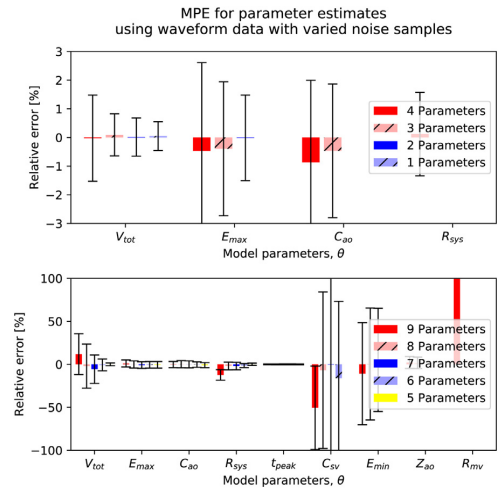 MPE for parameter estimates
using waveform data with varied noise samples
Relative error [%]
3
2
1
0
−1
−2
−3
4 Parameters
3 Parameters
2 Parameters
1 Parameters
V_tot E_max C_ao R_sys
Model parameters, θ
Relative error [%]
100
50
0
−50
−100
9 Parameters
8 Parameters
7 Parameters
6 Parameters
5 Parameters
V_tot E_max C_ao R_sys t_peak C_sv E_min Z_ao R_mv
Model parameters, θ